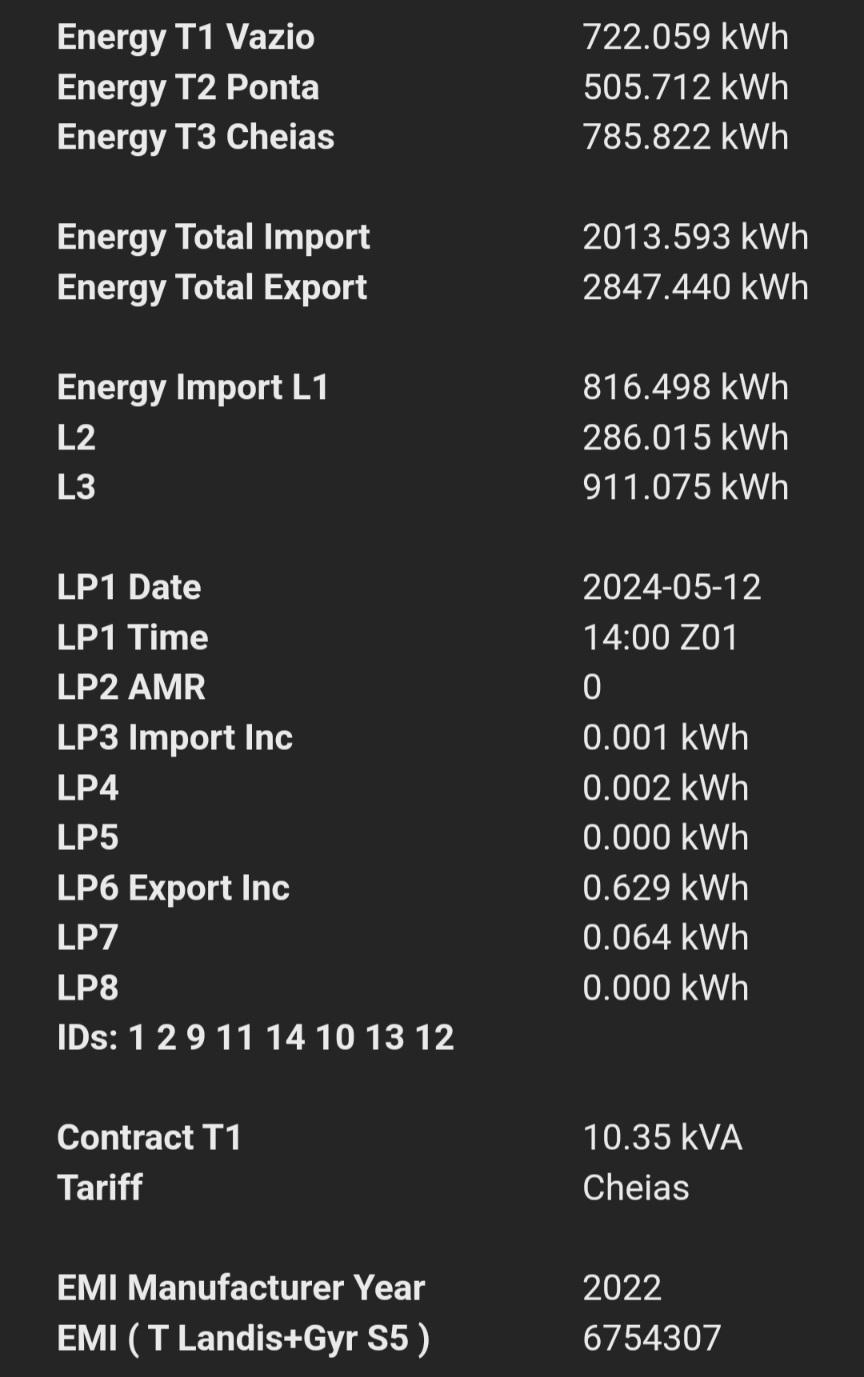 Energy T1 Vazio 722.059 kWh
Energy T2 Ponta 505.712 kWh
Energy T3 Cheias 785.822 kWh
Energy Total Import 2013.593 kWh
Energy Total Export 2847.440 kWh
Energy Import L1 816.498 kWh
L2 286.015 kWh
L3 911.075 kWh
LP1 Date 2024-05-12
LP1 Time 14:00 Z01
LP2 AMR 0
LP3 Import Inc 0.001 kWh
LP4 0.002 kWh
LP5 0.000 kWh
LP6 Export Inc 0.629 kWh
LP7 0.064 kWh
LP8 0.000 kWh
IDs: 1 2 9 11 14 10 13 12
Contract T1 10.35 kVA
Tariff Cheias
EMI Manufacturer Year 2022
EMI ( T Landis+Gyr S5 ) 6754307